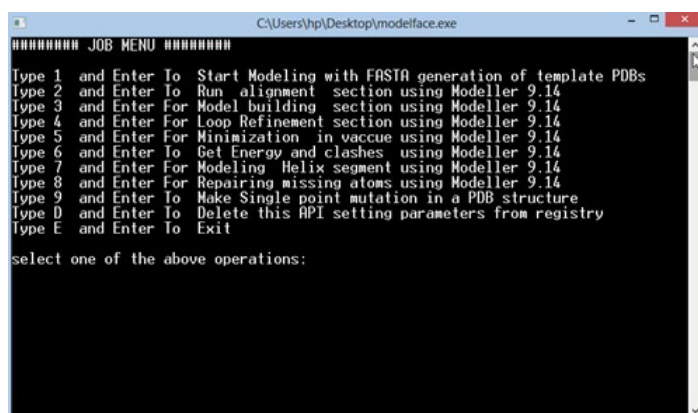 C:\Users\hp\Desktop\modelface.exe
######## JOB MENU ########
Type 1 and Enter To Start Modeling with FASTA generation of template PDBs
Type 2 and Enter To Run alignment section using Modeller 9.14
Type 3 and Enter For Model building section using Modeller 9.14
Type 4 and Enter For Loop Refinement section using Modeller 9.14
Type 5 and Enter For Minimization in vaccue using Modeller 9.14
Type 6 and Enter To Get Energy and clashes using Modeller 9.14
Type 7 and Enter For Modeling Helix segment using Modeller 9.14
Type 8 and Enter For Repairing missing atoms using Modeller 9.14
Type 9 and Enter To Make Single point mutation in a PDB structure
Type D and Enter To Delete this API setting parameters from registry
Type E and Enter To Exit
select one of the above operations: